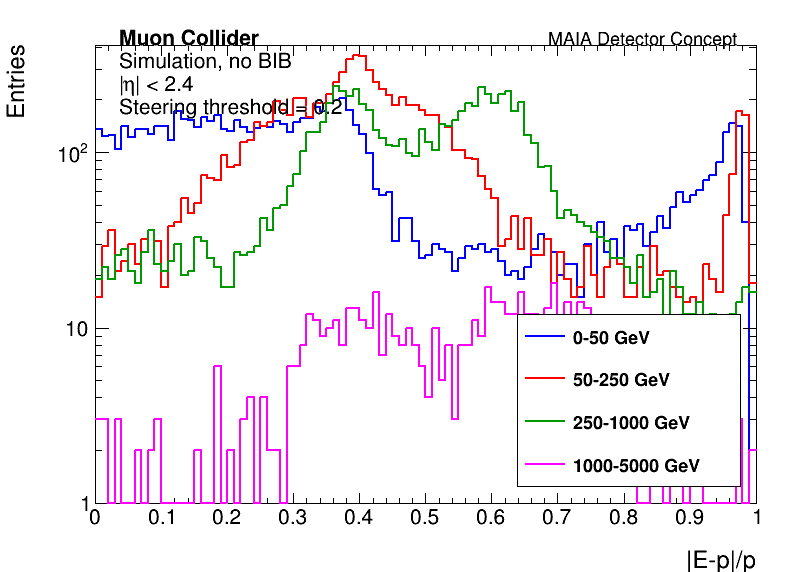 Muon Collider
MAIA Detector Concept
Simulation, no BIB
|η| < 2.4
Steering threshold = 0.2
Entries
10²
10
1
0-50 GeV
50-250 GeV
250-1000 GeV
1000-5000 GeV
0 0.1 0.2 0.3 0.4 0.5 0.6 0.7 0.8 0.9 1
|E-p|/p